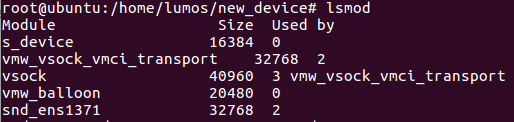 root@ubuntu:/home/lumos/new_device# lsmod
Module                  Size  Used by
s_device               16384  0
vmw_vsock_vmci_transport    32768  2
vsock                  40960  3 vmw_vsock_vmci_transport
vmw_balloon            20480  0
snd_ens1371            32768  2